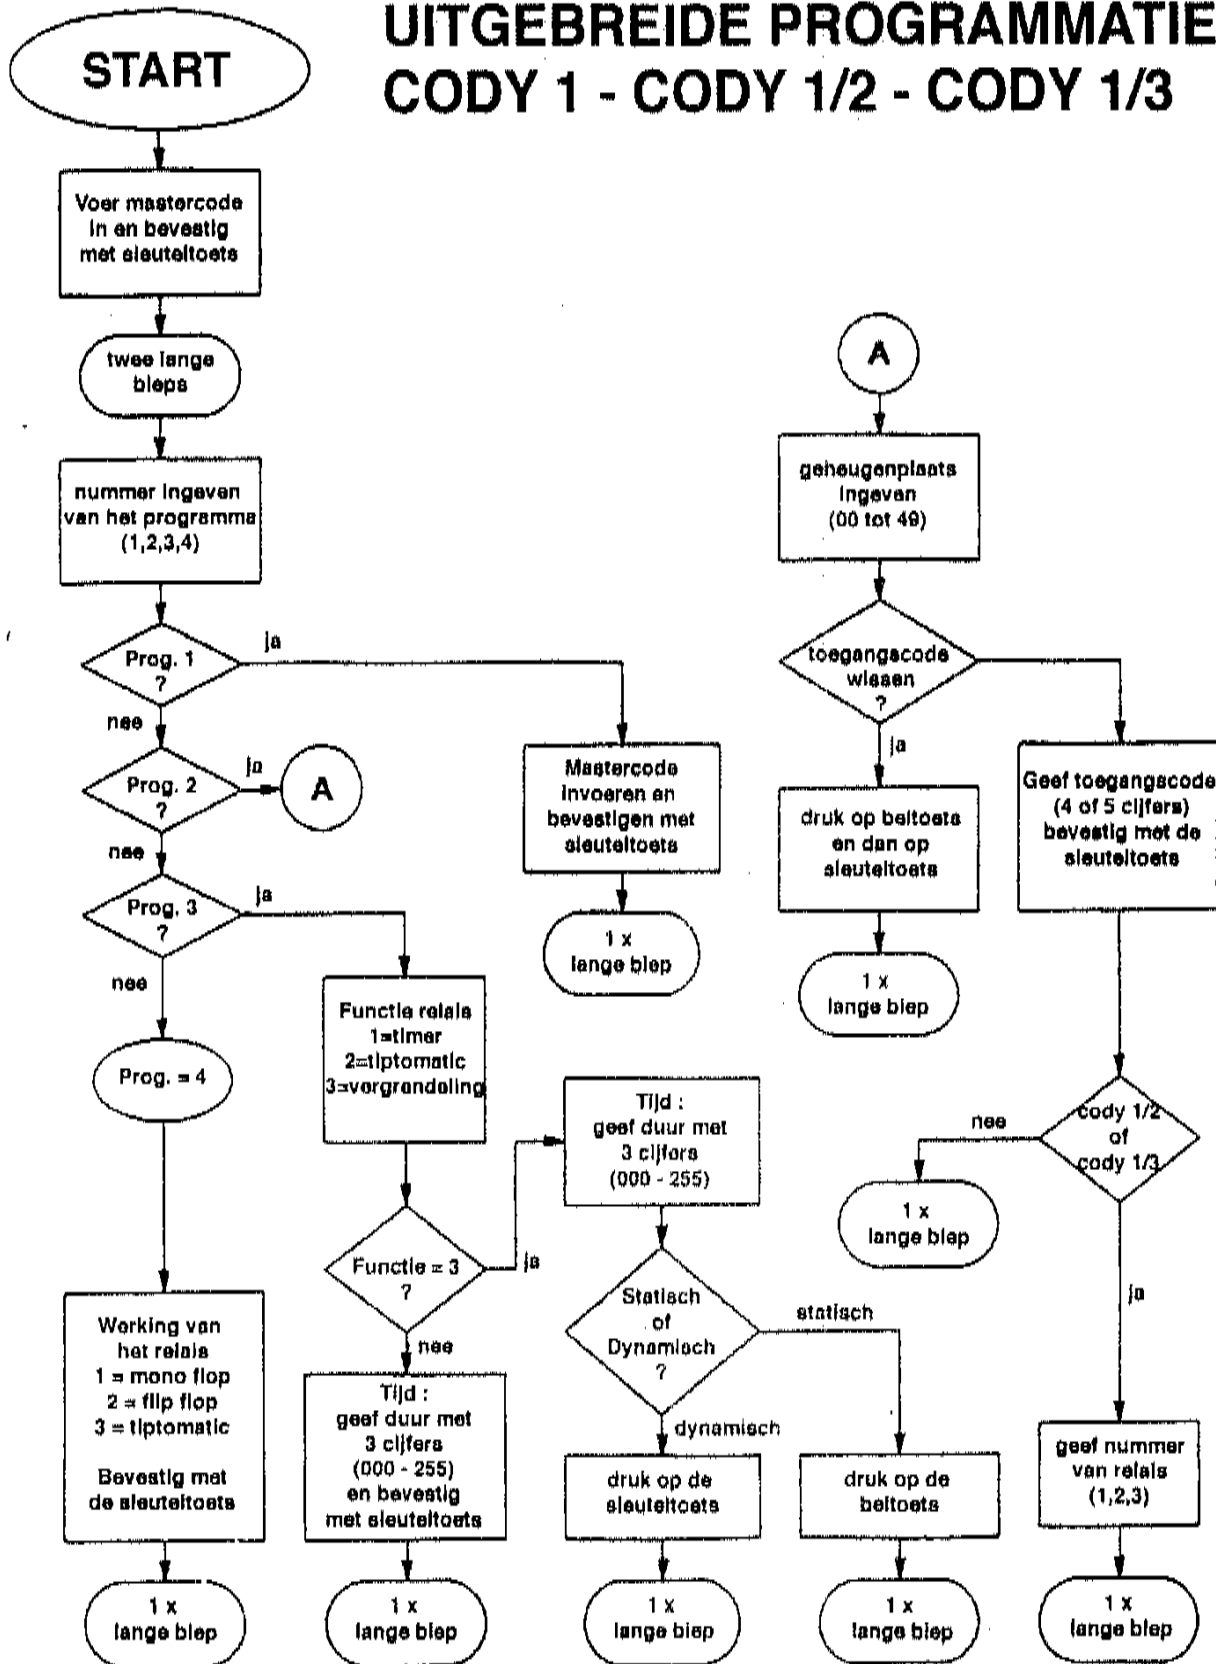 UITGEBREIDE PROGRAMMATIE
CODY 1 - CODY 1/2 - CODY 1/3
START
Voer mastercode
in en bevestig
met sleuteltoets
twee lange
bieps
nummer ingeven
van het programma
(1,2,3,4)
Prog. 1
?
ja
nee
Prog. 2
?
ja
A
nee
Prog. 3
?
ja
nee
Prog. = 4
Werking van
het relais
1 = mono flop
2 = flip flop
3 = tiptomatic
Bevestig met
de sleuteltoets
1 x
lange biep
Mastercode
invoeren en
bevestigen met
sleuteltoets
1 x
lange biep
Functie relais
1=timer
2=tiptomatic
3=vergrendeling
Functie = 3
?
ja
nee
Tijd :
geef duur met
3 cijfers
(000 - 255)
en bevestig
met sleuteltoets
1 x
lange biep
Tijd :
geef duur met
3 cijfers
(000 - 255)
Statisch
of
Dynamisch
?
statisch
dynamisch
druk op de
sleuteltoets
1 x
lange biep
druk op de
beltoets
1 x
lange biep
A
geheugenplaats
ingeven
(00 tot 49)
toegangscode
wissen
?
ja
druk op beltoets
en dan op
sleuteltoets
1 x
lange biep
Geef toegangscode
(4 of 5 cijfers)
bevestig met de
sleuteltoets
cody 1/2
of
cody 1/3
nee
1 x
lange biep
ja
geef nummer
van relais
(1,2,3)
1 x
lange biep